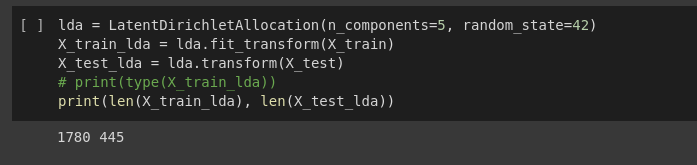 [ ] lda = LatentDirichletAllocation(n_components=5, random_state=42)
X_train_lda = lda.fit_transform(X_train)
X_test_lda = lda.transform(X_test)
# print(type(X_train_lda))
print(len(X_train_lda), len(X_test_lda))
1780 445